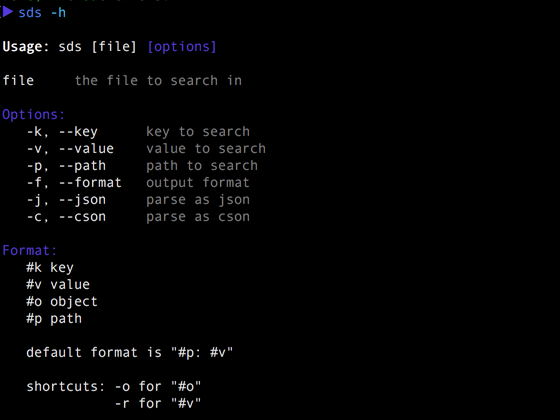 sds -h
Usage: sds [file] [options]
file the file to search in
Options:
-k, --key key to search
-v, --value value to search
-p, --path path to search
-f, --format output format
-j, --json parse as json
-c, --cson parse as cson
Format:
#k key
#v value
#o object
#p path
default format is "#p: #v"
shortcuts: -o for "#o"
-r for "#v"